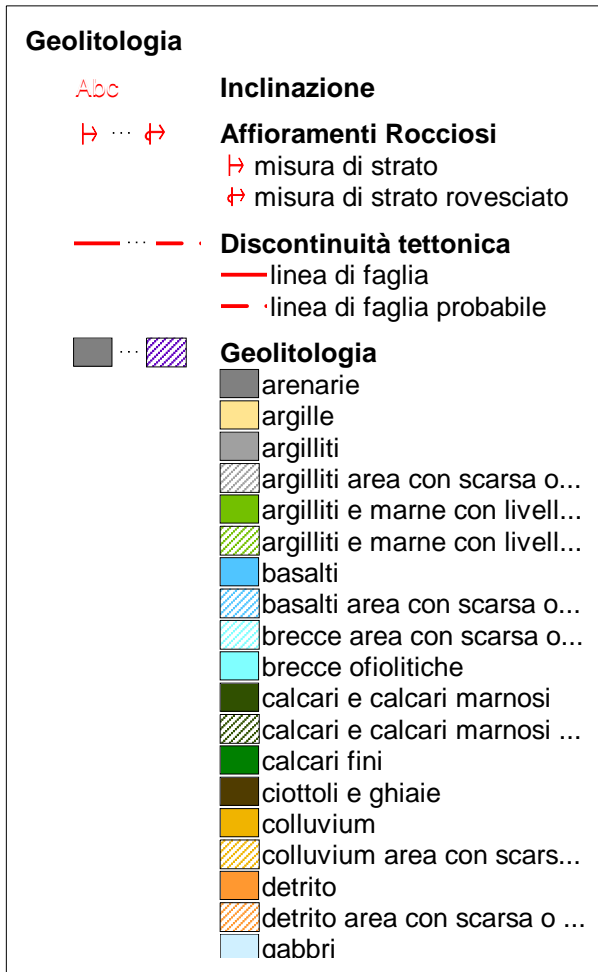 Geolitologia
Abc Inclinazione
... Affioramenti Rocciosi
misura di strato
misura di strato rovesciato
... Discontinuità tettonica
linea di faglia
linea di faglia probabile
... Geolitologia
arenarie
argille
argilliti
argilliti area con scarsa o...
argilliti e marne con livell...
argilliti e marne con livell...
basalti
basalti area con scarsa o...
brecce area con scarsa o...
brecce ofiolitiche
calcari e calcari marnosi
calcari e calcari marnosi ...
calcari fini
ciottoli e ghiaie
colluvium
colluvium area con scars...
detrito
detrito area con scarsa o ...
gabbri